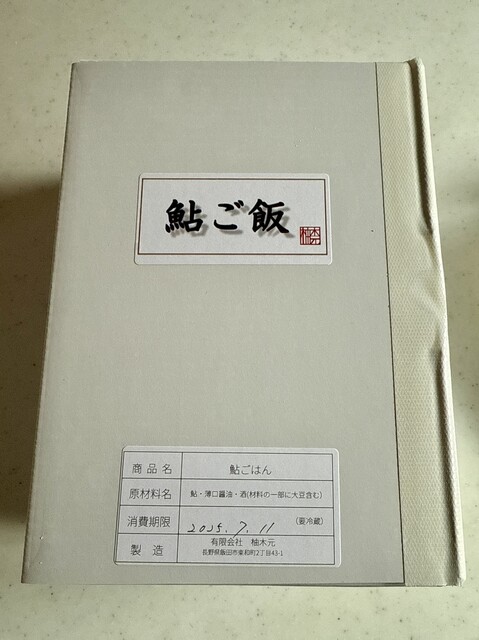 鮎ご飯
柚木元
商品名 鮎ごはん
原材料名 鮎・薄口醤油・酒(材料の一部に大豆含む)
消費期限 2025.7.11 (要冷蔵)
製造 有限会社 柚木元
長野県飯田市東和町2丁目43-1